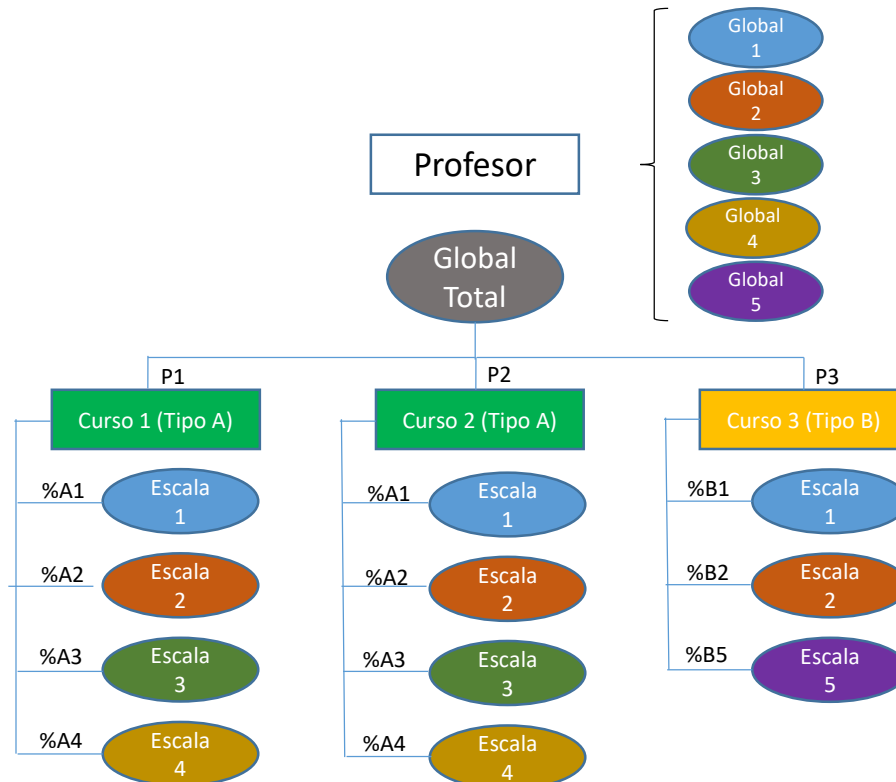 Global
1
Global
2
Profesor
Global
3
Global
4
Global
Total
Global
5
P1
P2
P3
Curso 1 (Tipo A)
Curso 2 (Tipo A)
Curso 3 (Tipo B)
%A1
Escala
1
%A1
Escala
1
%B1
Escala
1
%A2
Escala
2
%A2
Escala
2
%B2
Escala
2
%A3
Escala
3
%A3
Escala
3
%B5
Escala
5
%A4
Escala
4
%A4
Escala
4